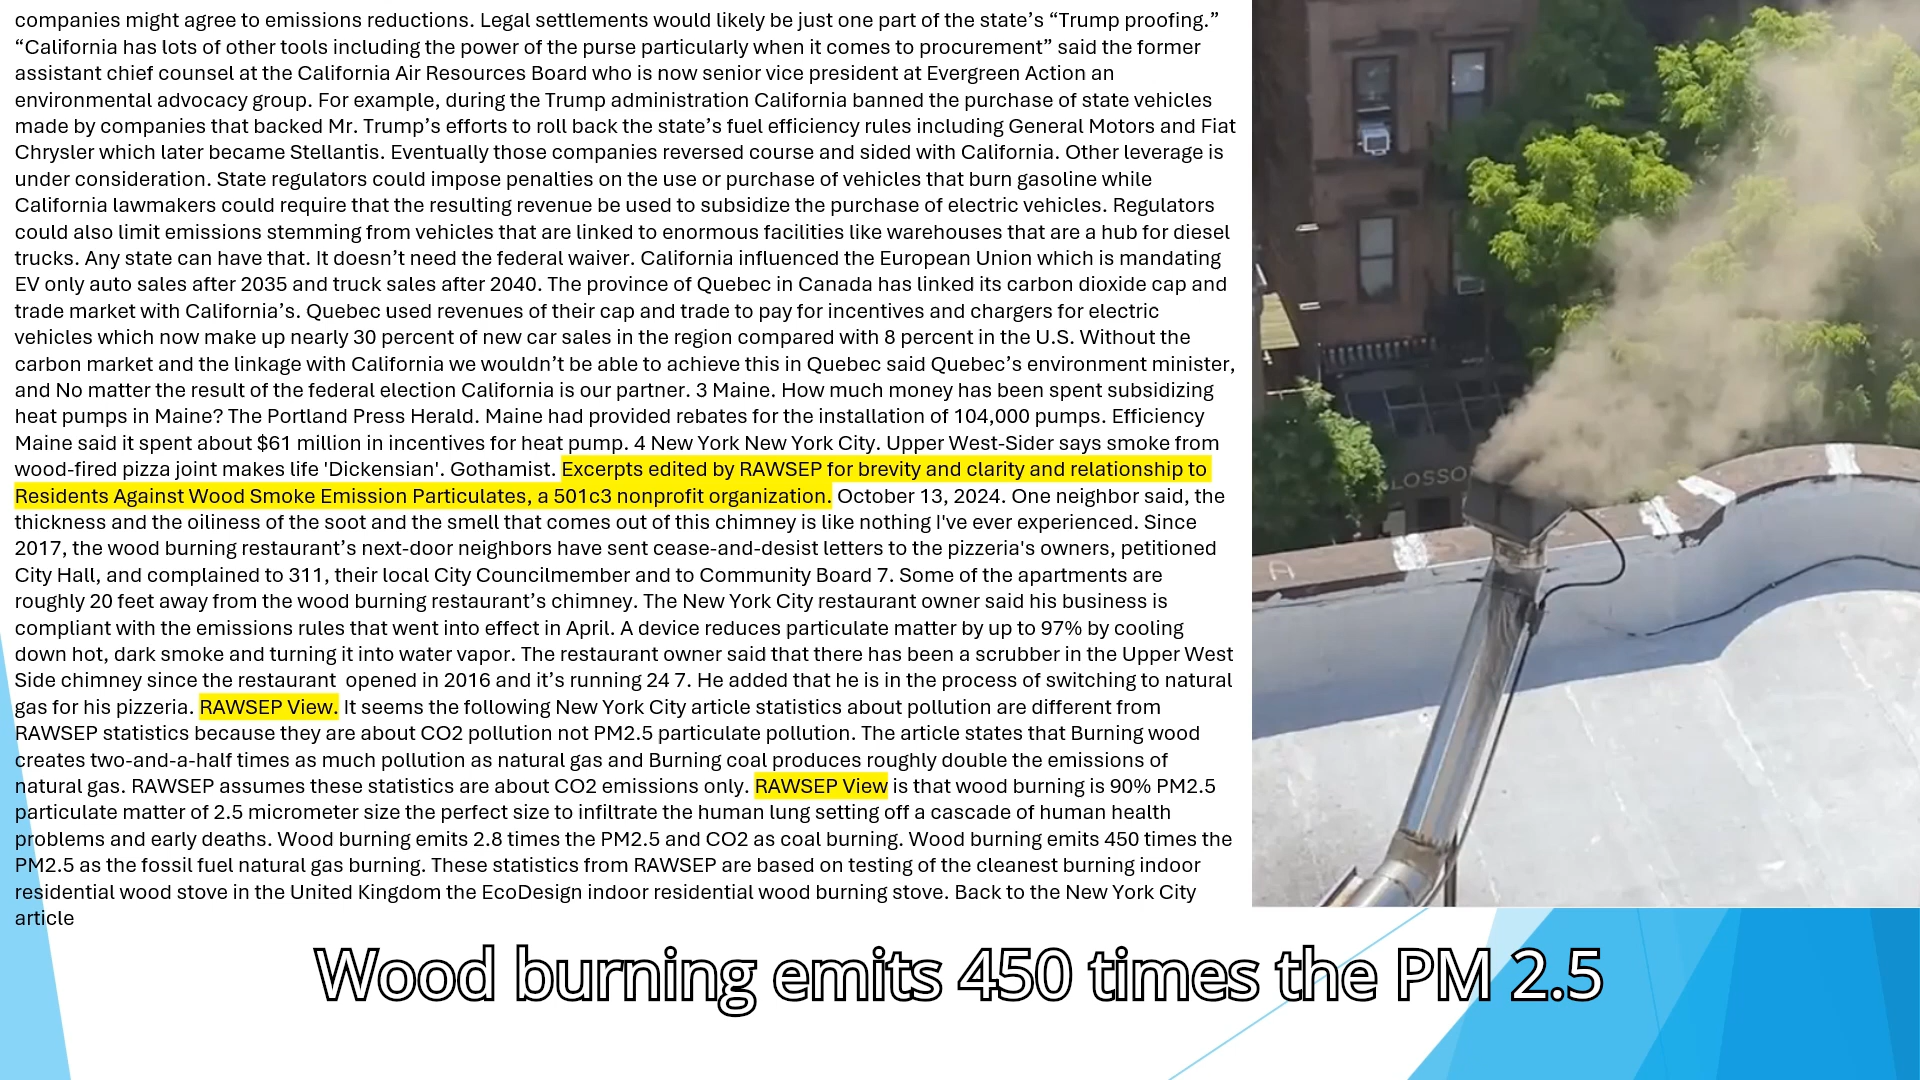 companies might agree to emissions reductions. Legal settlements would likely be just one part of the state’s “Trump proofing.”
“California has lots of other tools including the power of the purse particularly when it comes to procurement” said the former
assistant chief counsel at the California Air Resources Board who is now senior vice president at Evergreen Action an
environmental advocacy group. For example, during the Trump administration California banned the purchase of state vehicles
made by companies that backed Mr. Trump’s efforts to roll back the state’s fuel efficiency rules including General Motors and Fiat
Chrysler which later became Stellantis. Eventually those companies reversed course and sided with California. Other leverage is
under consideration. State regulators could impose penalties on the use or purchase of vehicles that burn gasoline while
California lawmakers could require that the resulting revenue be used to subsidize the purchase of electric vehicles. Regulators
could also limit emissions stemming from vehicles that are linked to enormous facilities like warehouses that are a hub for diesel
trucks. Any state can have that. It doesn’t need the federal waiver. California influenced the European Union which is mandating
EV only auto sales after 2035 and truck sales after 2040. The province of Quebec in Canada has linked its carbon dioxide cap and
trade market with California’s. Quebec used revenues of their cap and trade to pay for incentives and chargers for electric
vehicles which now make up nearly 30 percent of new car sales in the region compared with 8 percent in the U.S. Without the
carbon market and the linkage with California we wouldn’t be able to achieve this in Quebec said Quebec’s environment minister,
and No matter the result of the federal election California is our partner. 3 Maine. How much money has been spent subsidizing
heat pumps in Maine? The Portland Press Herald. Maine had provided rebates for the installation of 104,000 pumps. Efficiency
Maine said it spent about $61 million in incentives for heat pump. 4 New York New York City. Upper West-Sider says smoke from
wood-fired pizza joint makes life 'Dickensian'. Gothamist. Excerpts edited by RAWSEP for brevity and clarity and relationship to
Residents Against Wood Smoke Emission Particulates, a 501c3 nonprofit organization. October 13, 2024. One neighbor said, the
thickness and the oiliness of the soot and the smell that comes out of this chimney is like nothing I've ever experienced. Since
2017, the wood burning restaurant’s next-door neighbors have sent cease-and-desist letters to the pizzeria's owners, petitioned
City Hall, and complained to 311, their local City Councilmember and to Community Board 7. Some of the apartments are
roughly 20 feet away from the wood burning restaurant’s chimney. The New York City restaurant owner said his business is
compliant with the emissions rules that went into effect in April. A device reduces particulate matter by up to 97% by cooling
down hot, dark smoke and turning it into water vapor. The restaurant owner said that there has been a scrubber in the Upper West
Side chimney since the restaurant opened in 2016 and it’s running 24 7. He added that he is in the process of switching to natural
gas for his pizzeria. RAWSEP View. It seems the following New York City article statistics about pollution are different from
RAWSEP statistics because they are about CO2 pollution not PM2.5 particulate pollution. The article states that Burning wood
creates two-and-a-half times as much pollution as natural gas and Burning coal produces roughly double the emissions of
natural gas. RAWSEP assumes these statistics are about CO2 emissions only. RAWSEP View is that wood burning is 90% PM2.5
particulate matter of 2.5 micrometer size the perfect size to infiltrate the human lung setting off a cascade of human health
problems and early deaths. Wood burning emits 2.8 times the PM2.5 and CO2 as coal burning. Wood burning emits 450 times the
PM2.5 as the fossil fuel natural gas burning. These statistics from RAWSEP are based on testing of the cleanest burning indoor
residential wood stove in the United Kingdom the EcoDesign indoor residential wood burning stove. Back to the New York City
article
LOSSO
Wood burning emits 450 times the PM 2.5